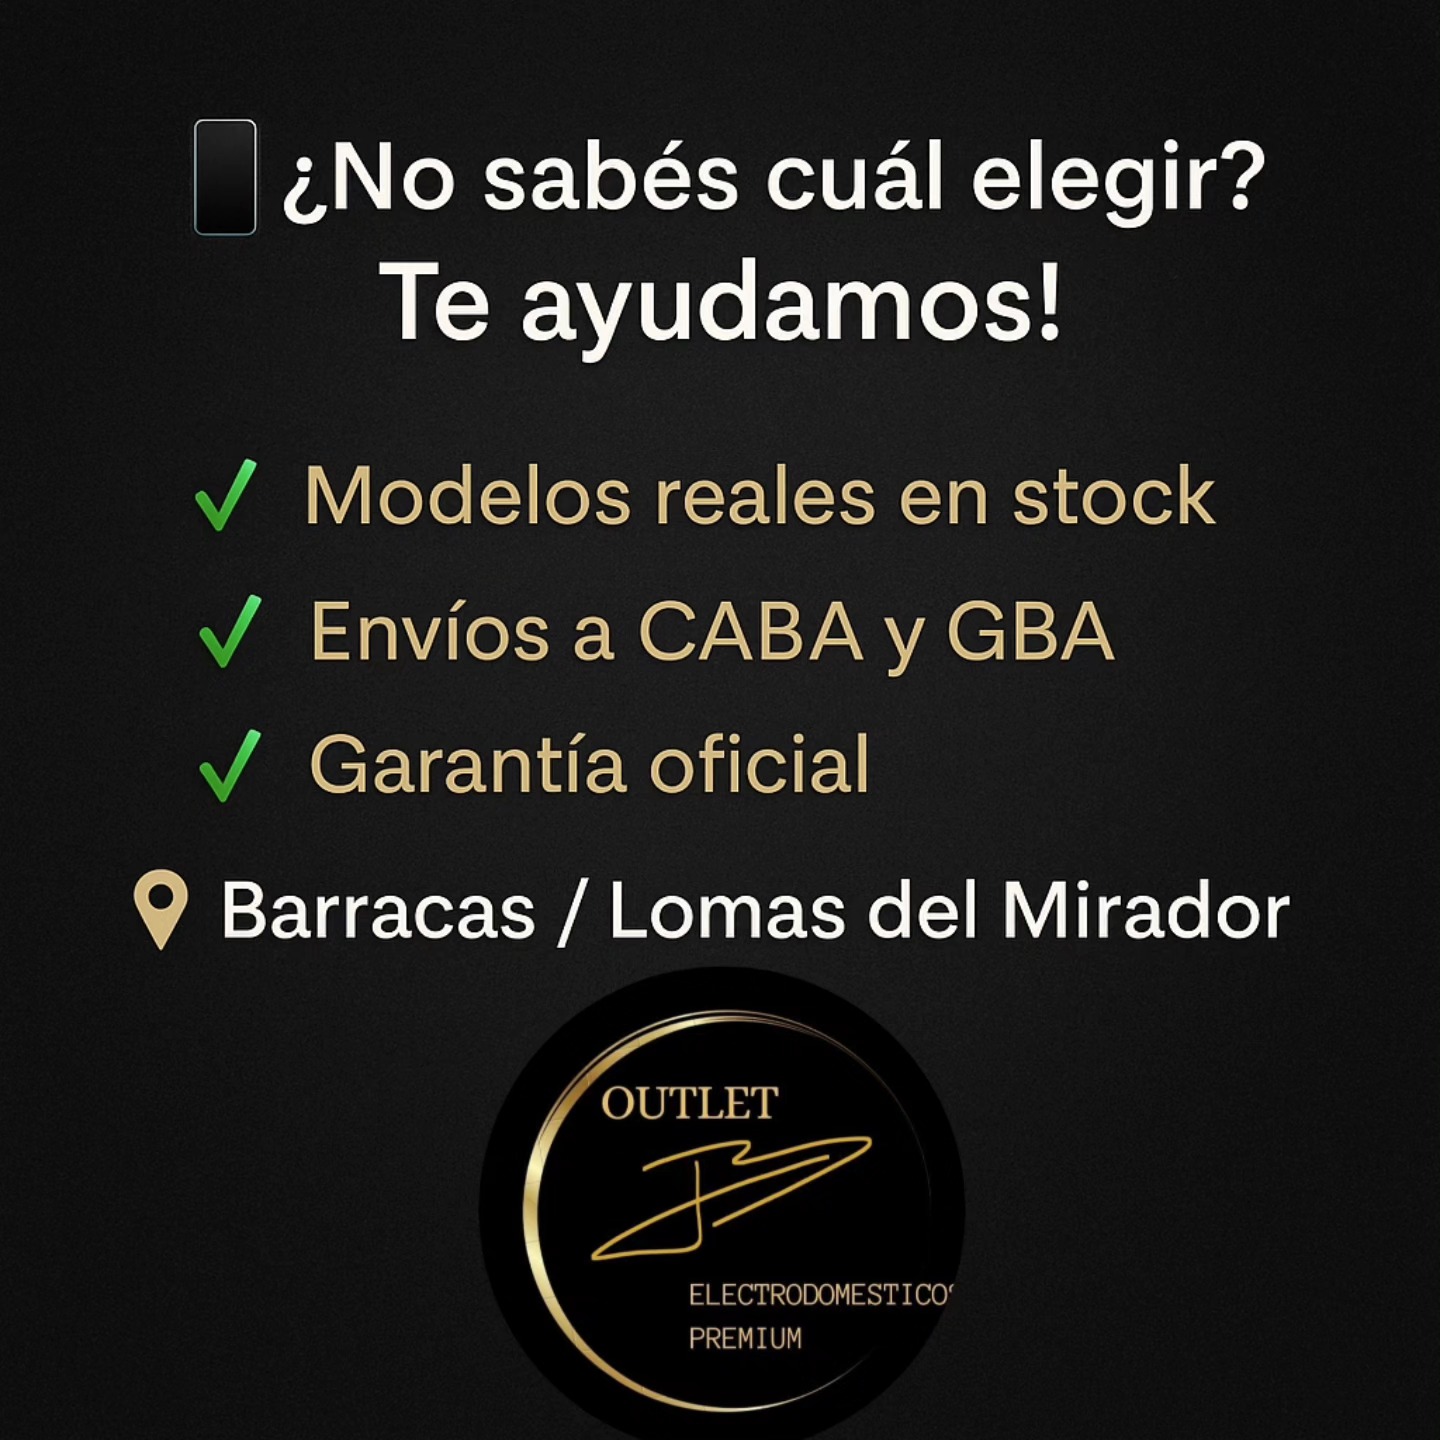 ¿No sabés cuál elegir?
Te ayudamos!
Modelos reales en stock
Envíos a CABA y GBA
Garantía oficial
Barracas / Lomas del Mirador
OUTLET
ELECTRODOMESTICOS
PREMIUM